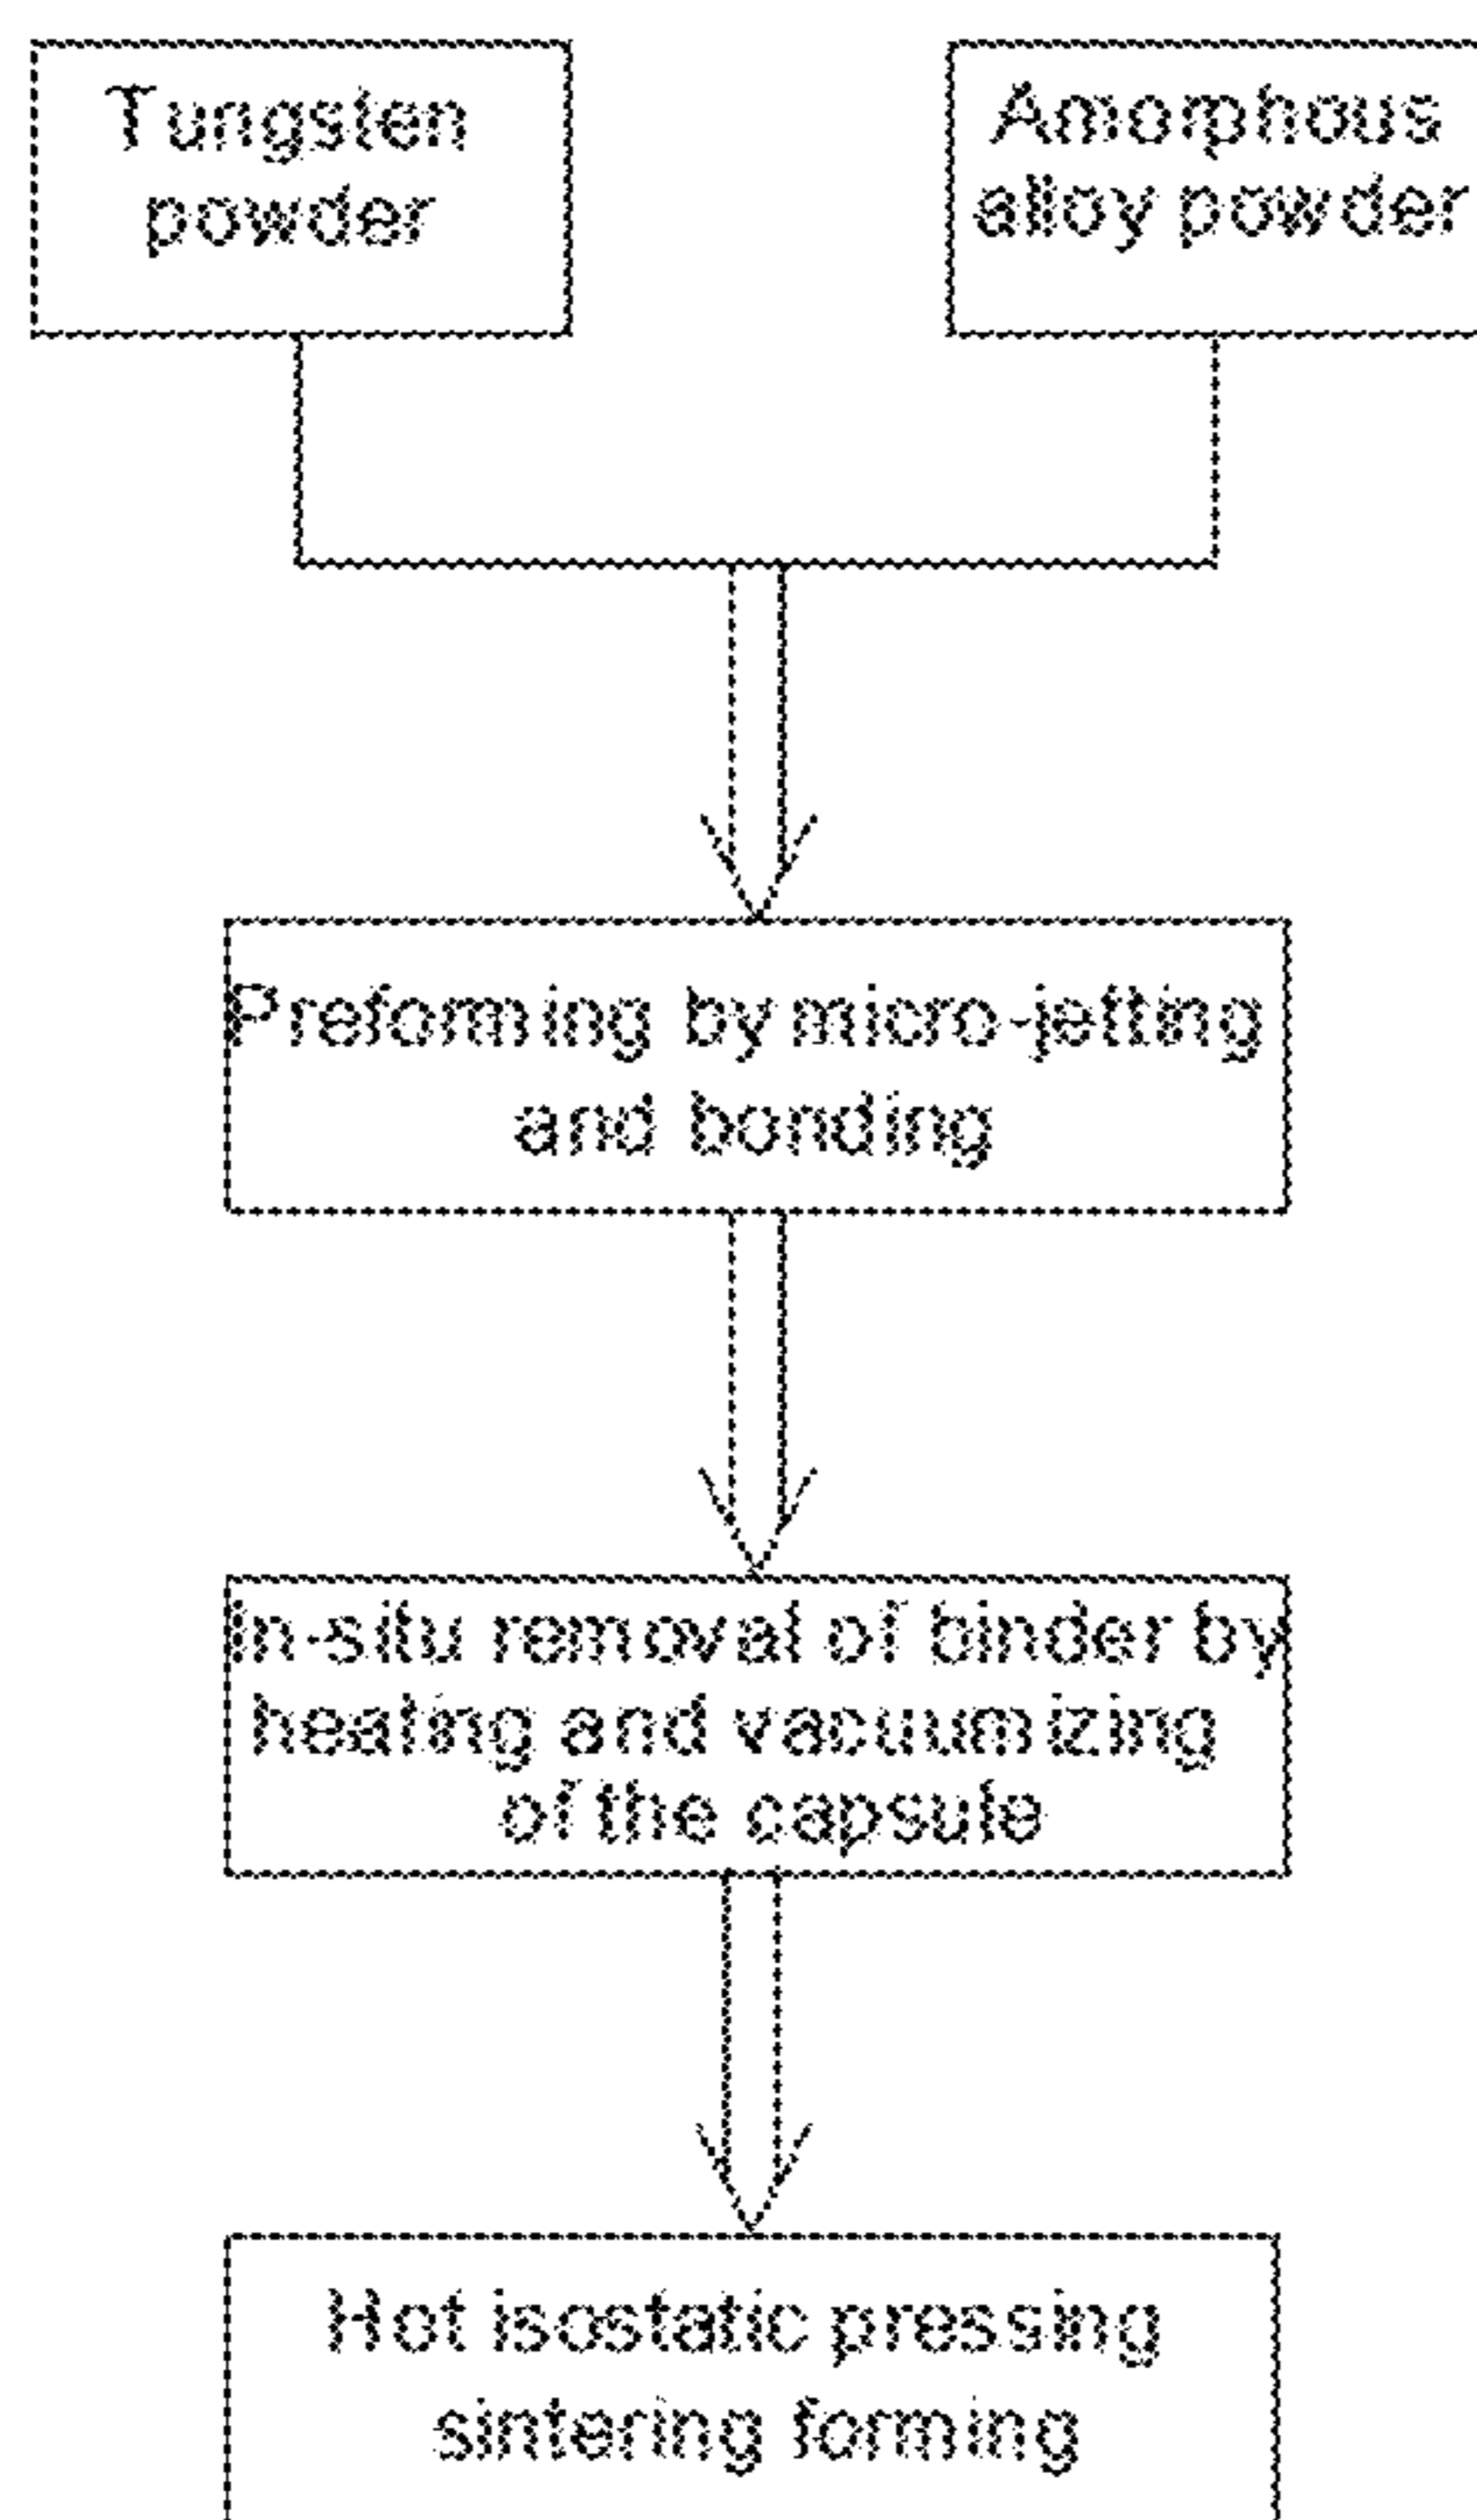 Tungsten
powder
Amorphous
alloy powder
Preforming by micro-jetting
and bonding
In-situ removal of binder by
heating and vacuumizing
of the capsule
Hot isostatic pressing
sintering forming